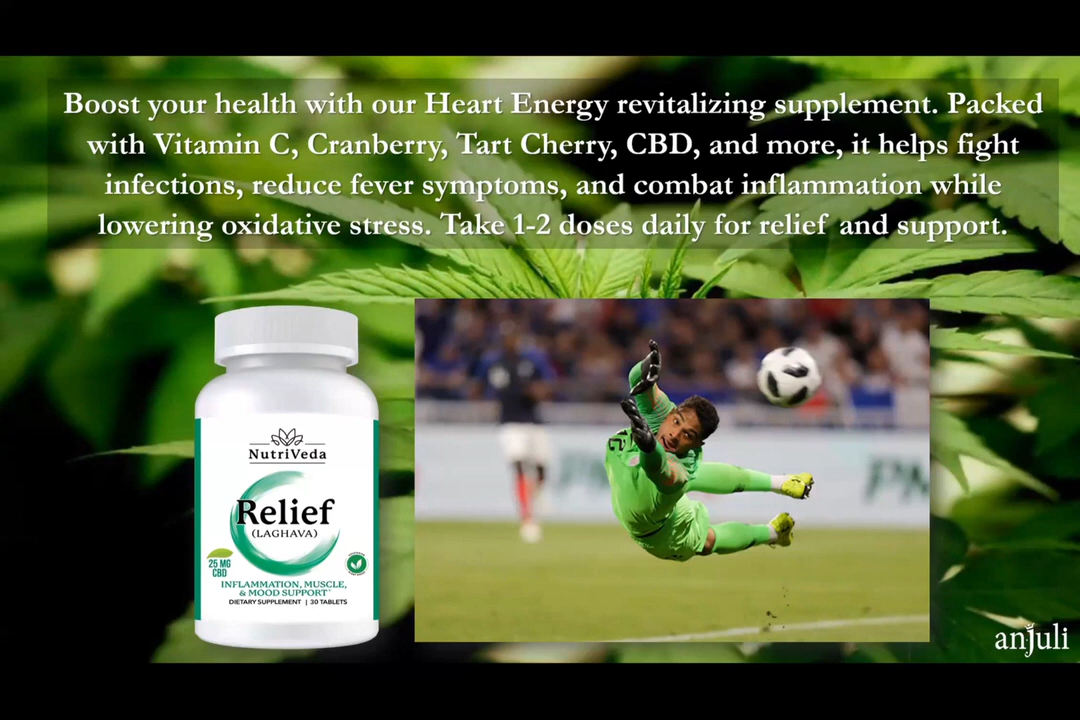 Boost your health with our Heart Energy revitalizing supplement. Packed
with Vitamin C, Cranberry, Tart Cherry, CBD, and more, it helps fight
infections, reduce fever symptoms, and combat inflammation while
lowering oxidative stress. Take 1-2 doses daily for relief and support.
NutriVeda
Relief
(LAGHAVA)
25 MG
CBD
INFLAMMATION, MUSCLE,
& MOOD SUPPORT
DIETARY SUPPLEMENT | 30 TABLETS
anjuli